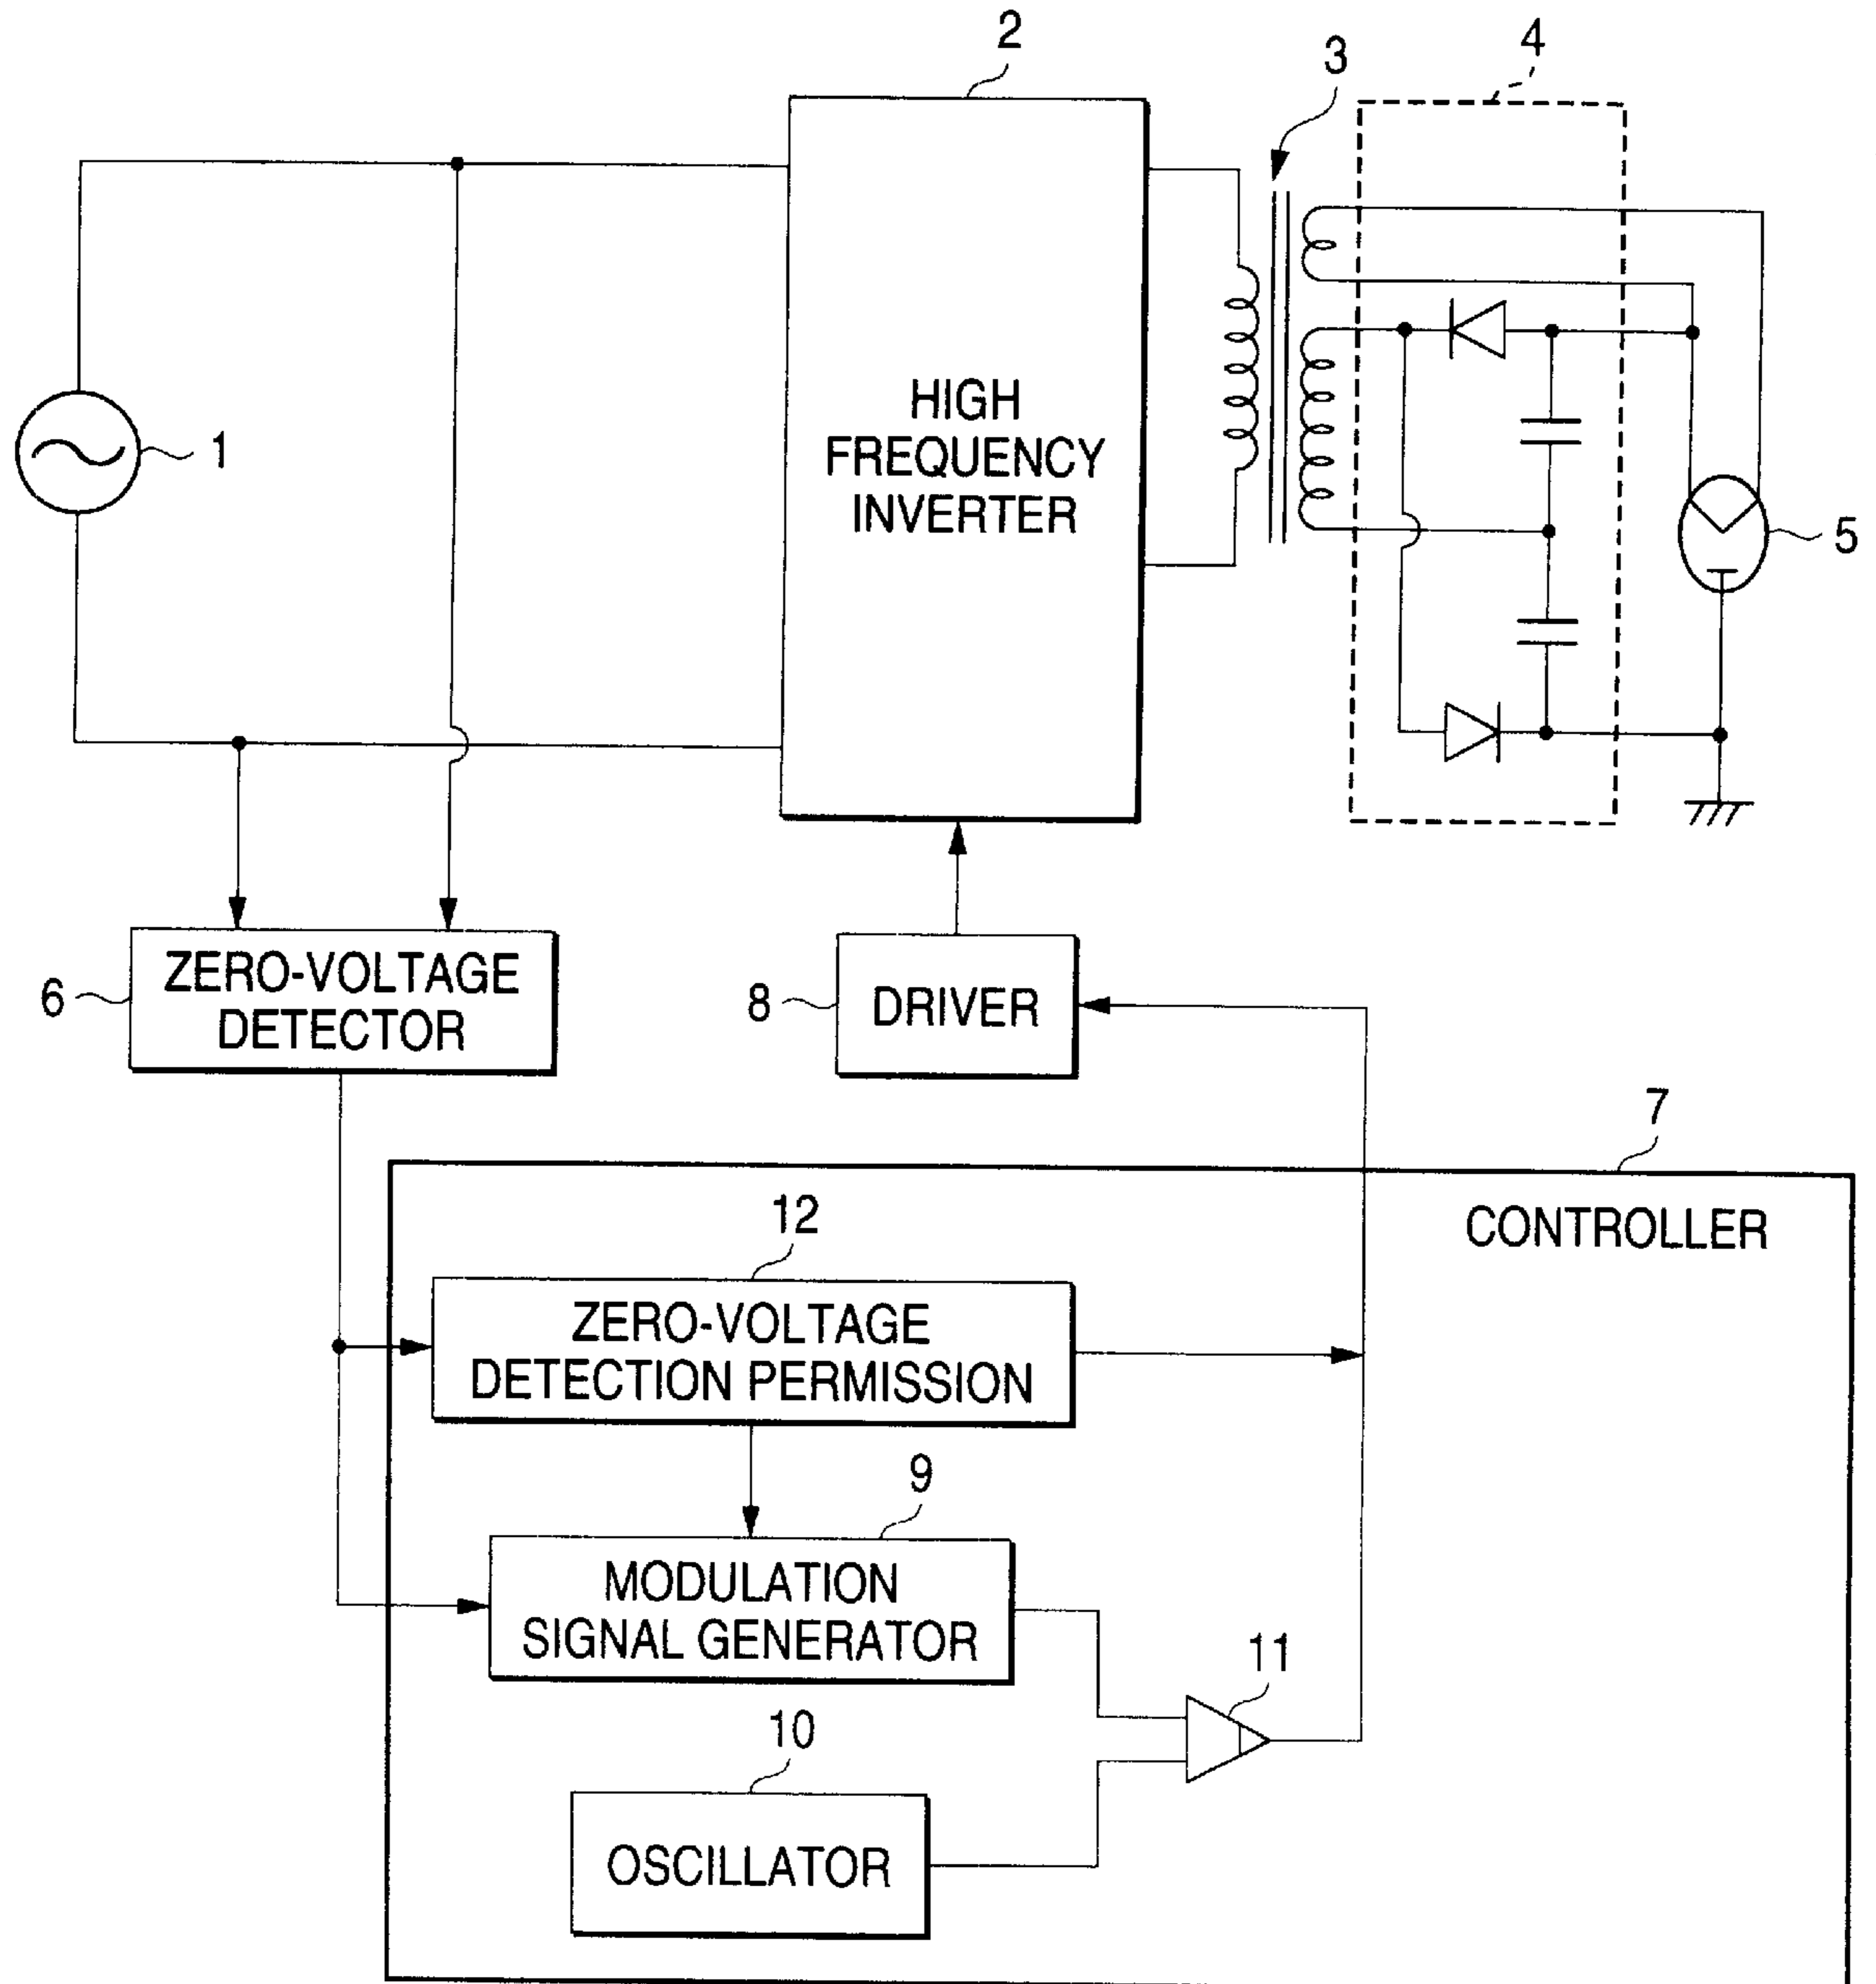 2
3
4
1
HIGH
FREQUENCY
INVERTER
5
6
ZERO-VOLTAGE
DETECTOR
8
DRIVER
7
CONTROLLER
12
ZERO-VOLTAGE
DETECTION PERMISSION
9
MODULATION
SIGNAL GENERATOR
11
10
OSCILLATOR